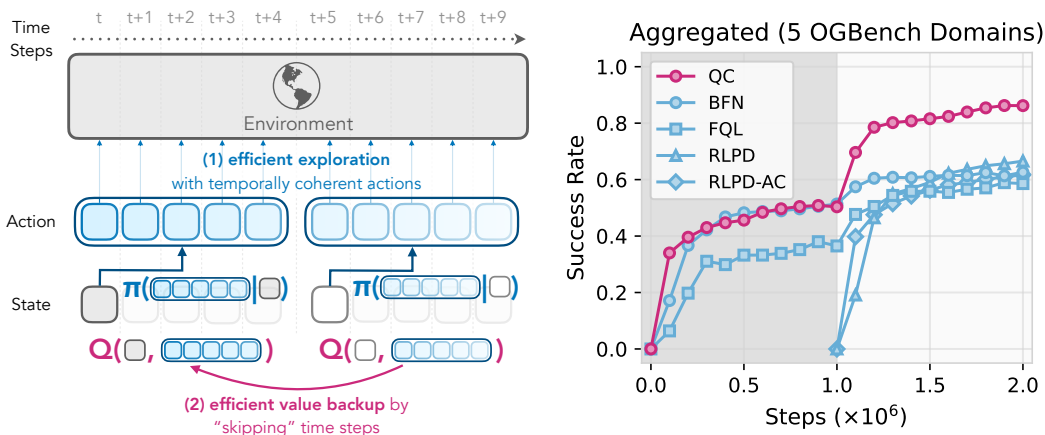 Time
Steps
t t+1 t+2 t+3 t+4 t+5 t+6 t+7 t+8 t+9
Environment
(1) efficient exploration
with temporally coherent actions
Action
State
π( | )
π( | )
Q( , )
Q( , )
(2) efficient value backup by
“skipping” time steps
Aggregated (5 OGBench Domains)
QC
BFN
FQL
RLPD
RLPD-AC
Success Rate
1.0
0.8
0.6
0.4
0.2
0.0
0.0 0.5 1.0 1.5 2.0
Steps (×10⁶)